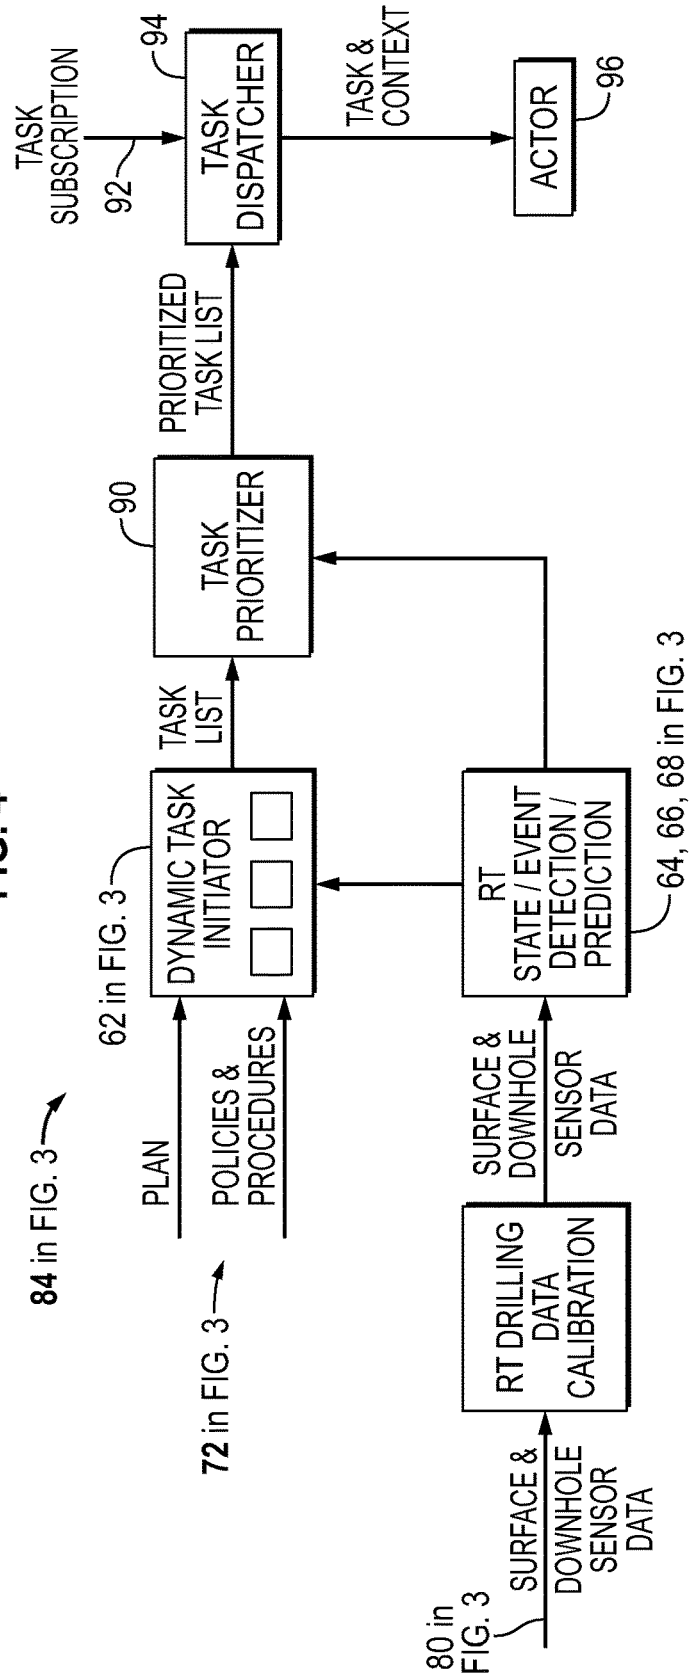 84 in FIG. 3
72 in FIG. 3
PLAN
POLICIES &
PROCEDURES
62 in FIG. 3
DYNAMIC TASK
INITIATOR
TASK
LIST
90
TASK
PRIORITIZER
PRIORITIZED
TASK LIST
TASK
SUBSCRIPTION
92
94
TASK
DISPATCHER
TASK &
CONTEXT
ACTOR
96
80 in
FIG. 3
SURFACE &
DOWNHOLE
SENSOR
DATA
RT DRILLING
DATA
CALIBRATION
SURFACE &
DOWNHOLE
SENSOR
DATA
RT
STATE / EVENT
DETECTION /
PREDICTION
64, 66, 68 in FIG. 3